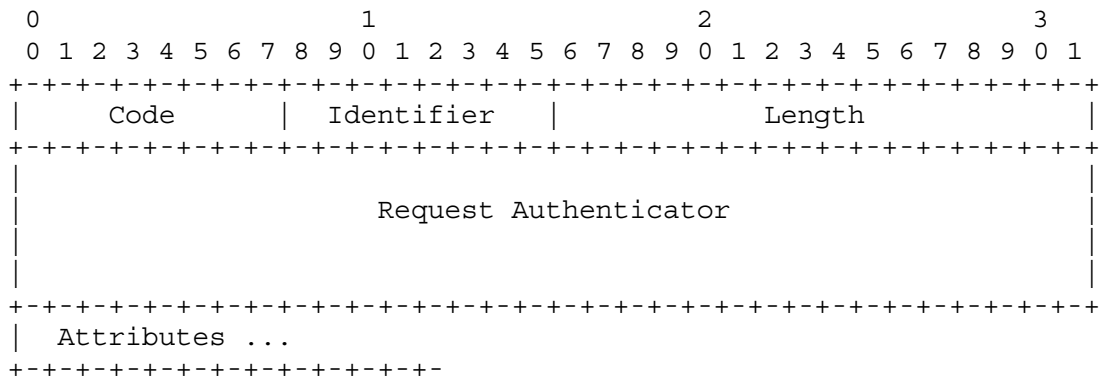 0                   1                   2                   3
 0 1 2 3 4 5 6 7 8 9 0 1 2 3 4 5 6 7 8 9 0 1 2 3 4 5 6 7 8 9 0 1
+-+-+-+-+-+-+-+-+-+-+-+-+-+-+-+-+-+-+-+-+-+-+-+-+-+-+-+-+-+-+-+-+
|     Code      |  Identifier   |            Length             |
+-+-+-+-+-+-+-+-+-+-+-+-+-+-+-+-+-+-+-+-+-+-+-+-+-+-+-+-+-+-+-+-+
|                                                               |
|                     Request Authenticator                     |
|                                                               |
|                                                               |
+-+-+-+-+-+-+-+-+-+-+-+-+-+-+-+-+-+-+-+-+-+-+-+-+-+-+-+-+-+-+-+-+
|  Attributes ...
+-+-+-+-+-+-+-+-+-+-+-+-+-